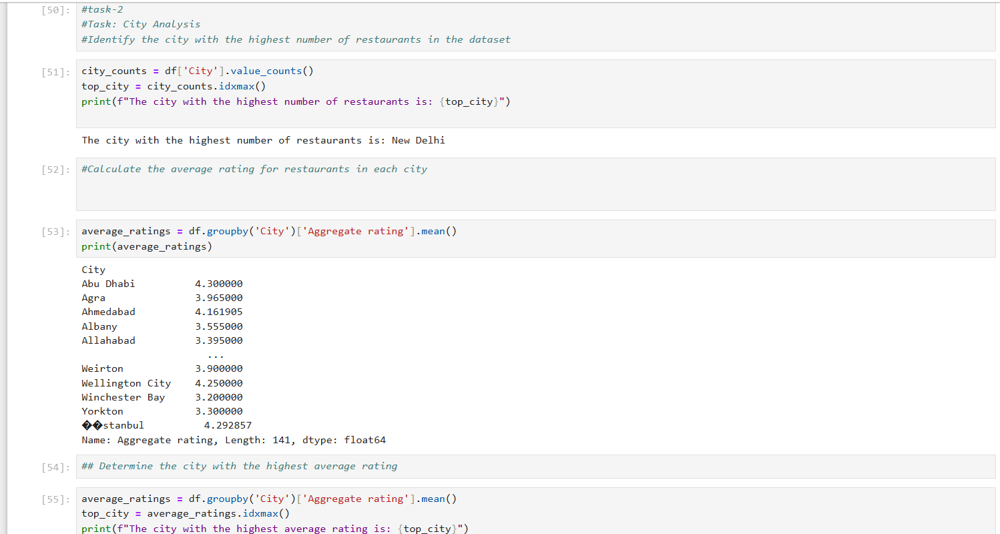 [50]: #task-2
#Task: City Analysis
#Identify the city with the highest number of restaurants in the dataset
[51]: city_counts = df['City'].value_counts()
top_city = city_counts.idxmax()
print(f"The city with the highest number of restaurants is: {top_city}")
The city with the highest number of restaurants is: New Delhi
[52]: #Calculate the average rating for restaurants in each city
[53]: average_ratings = df.groupby('City')['Aggregate rating'].mean()
print(average_ratings)
City
Abu Dhabi          4.300000
Agra               3.965000
Ahmedabad          4.161905
Albany             3.555000
Allahabad          3.395000
...
Weirton            3.900000
Wellington City    4.250000
Winchester Bay     3.200000
Yorkton            3.300000
��stanbul          4.292857
Name: Aggregate rating, Length: 141, dtype: float64
[54]: ## Determine the city with the highest average rating
[55]: average_ratings = df.groupby('City')['Aggregate rating'].mean()
top_city = average_ratings.idxmax()
print(f"The city with the highest average rating is: {top_city}")